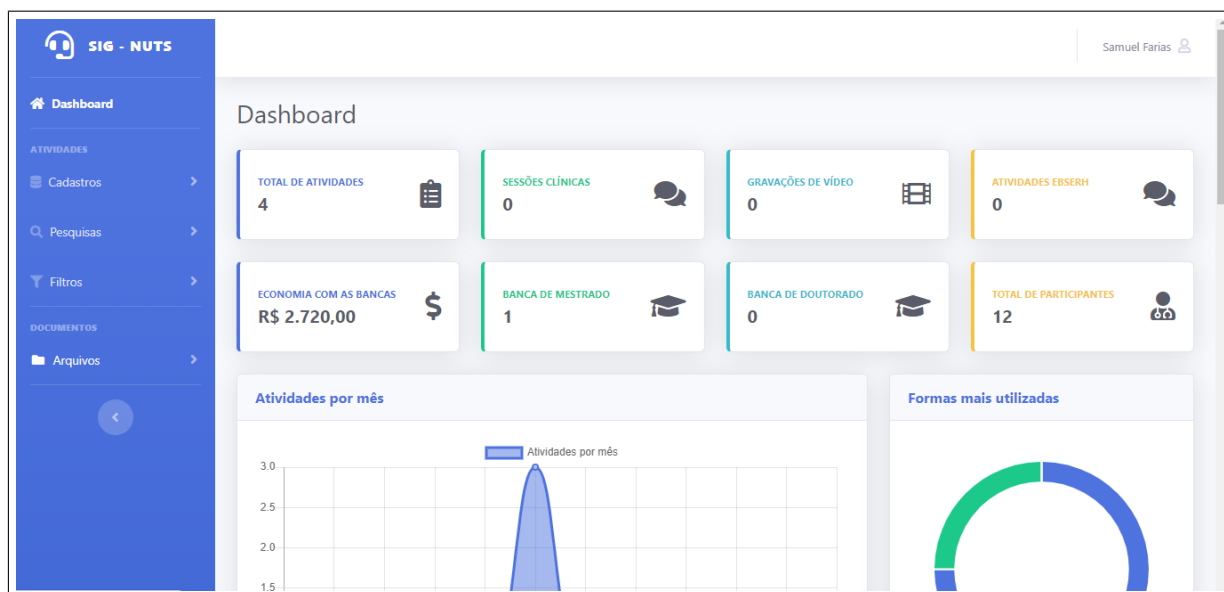 SIG - NUTS
Samuel Farias
Dashboard
Dashboard
ATIVIDADES
Cadastros
Pesquisas
Filtros
DOCUMENTOS
Arquivos
TOTAL DE ATIVIDADES
4
SESSÕES CLÍNICAS
0
GRAVAÇÕES DE VÍDEO
0
ATIVIDADES EBSERH
0
ECONOMIA COM AS BANCAS
R$ 2.720,00
BANCA DE MESTRADO
1
BANCA DE DOUTORADO
0
TOTAL DE PARTICIPANTES
12
Atividades por mês
Atividades por mês
3.0
2.5
2.0
1.5
Formas mais utilizadas